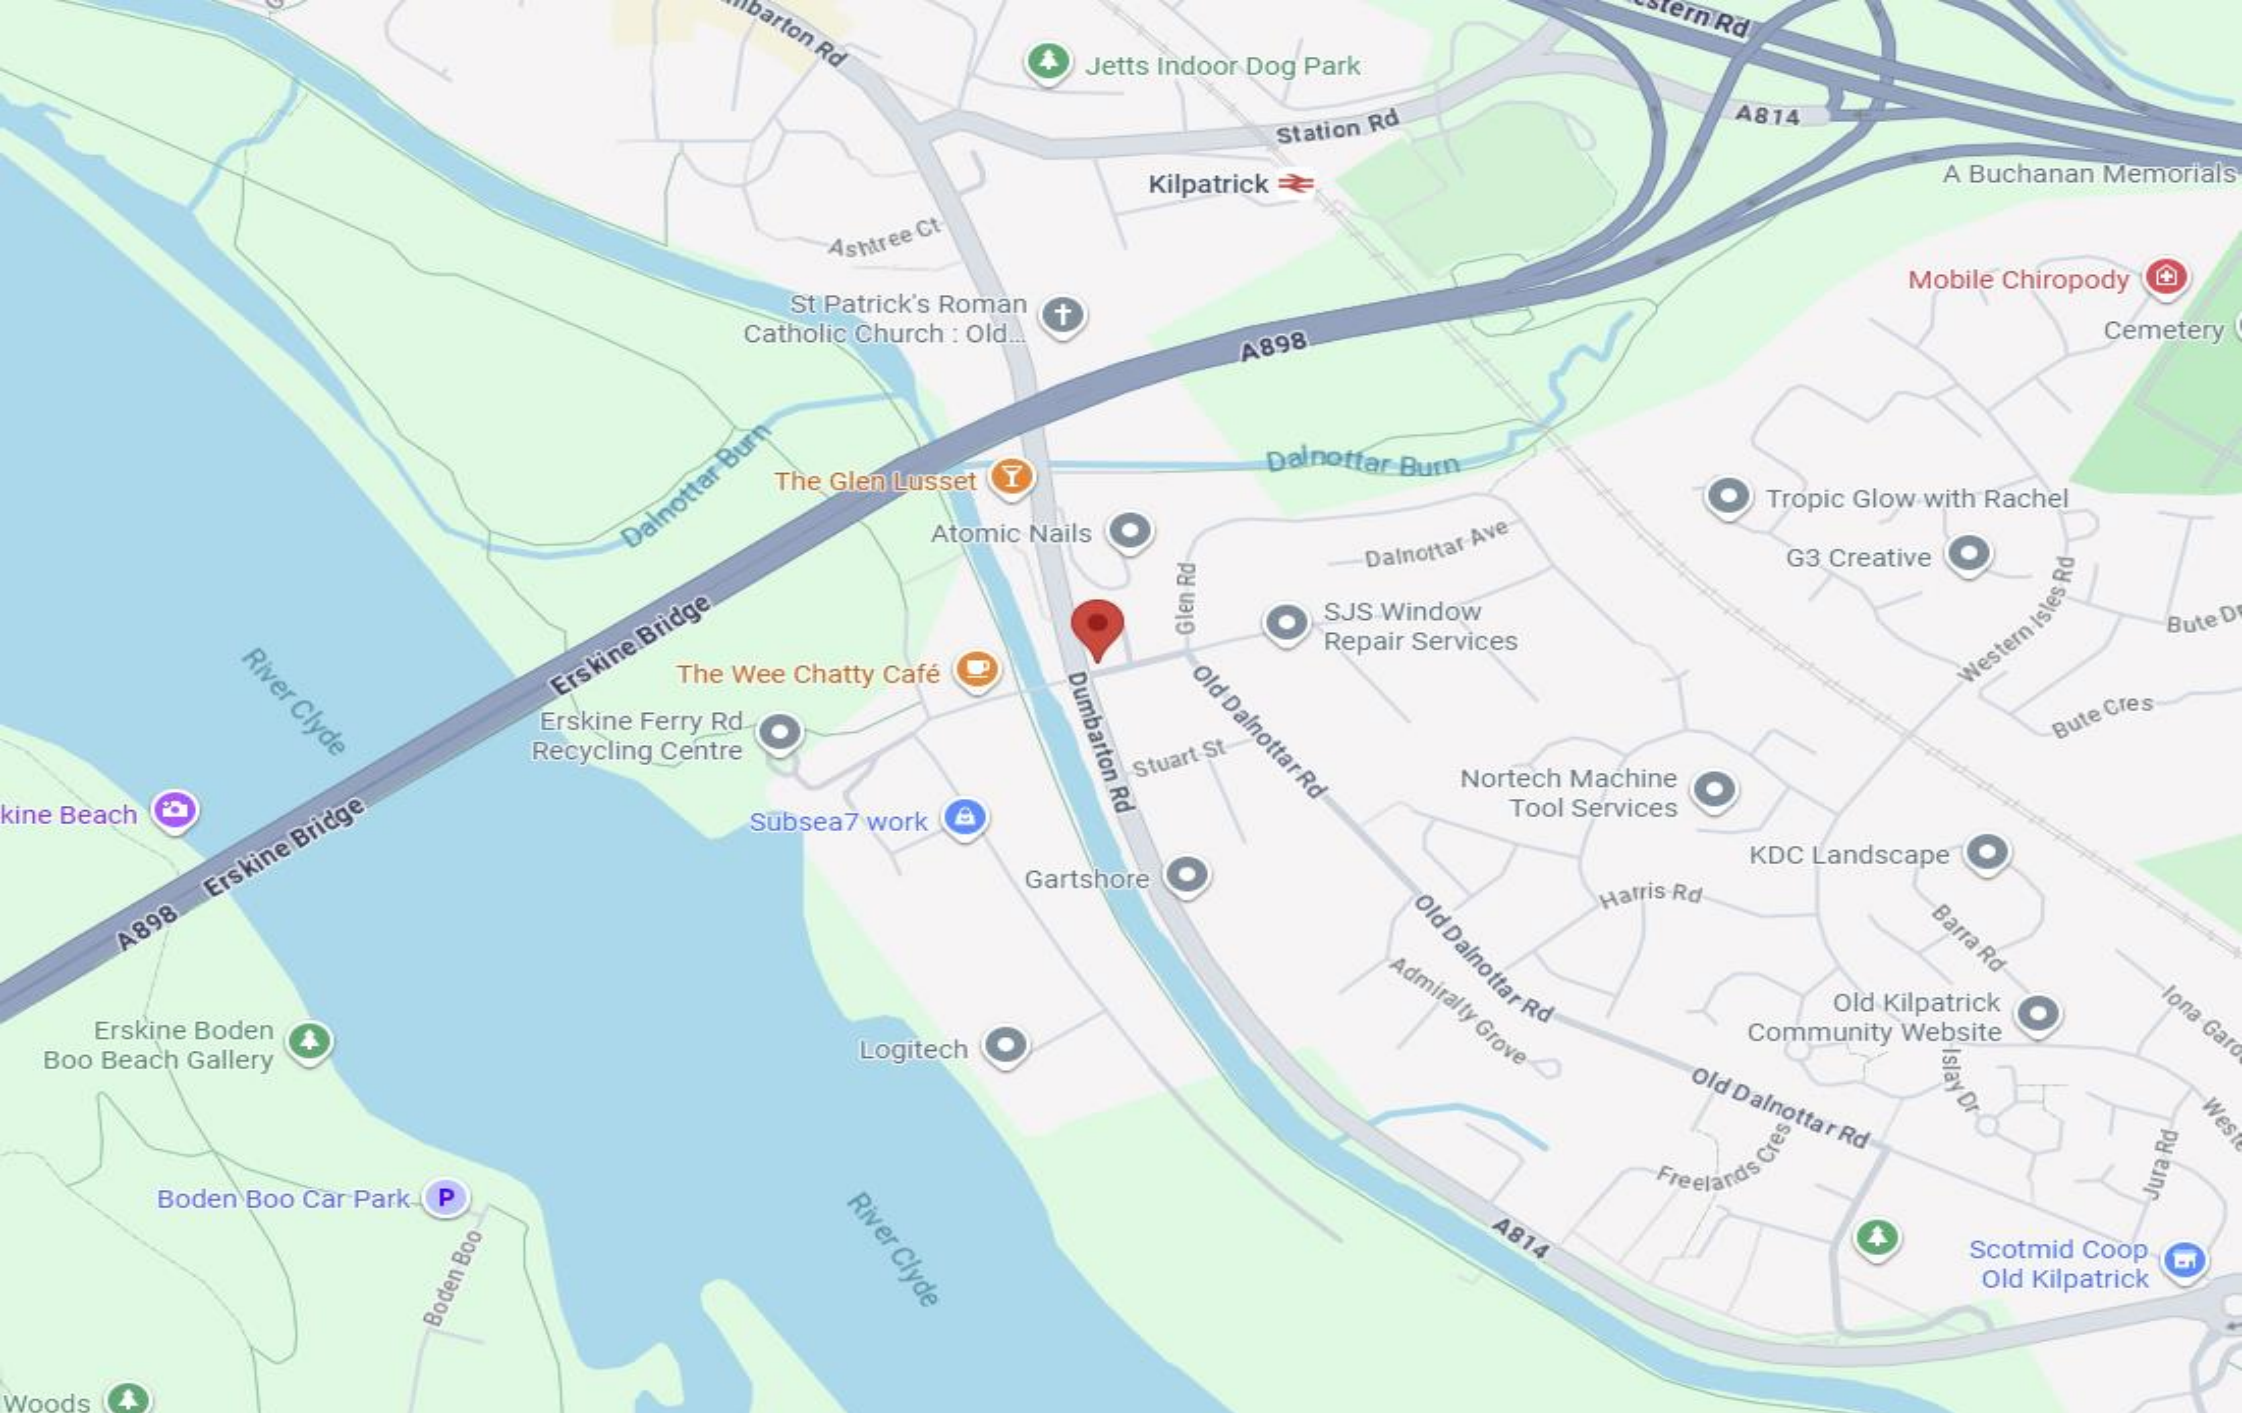 Dumbarton Rd
Western Rd
Jetts Indoor Dog Park
Station Rd
A814
Kilpatrick
A Buchanan Memorials
Ashtree Ct
Mobile Chiropody
St Patrick's Roman
Catholic Church : Old...
Cemetery
A898
Dalnottar Burn
The Glen Lusset
Dalnottar Burn
Atomic Nails
Dalnottar Ave
Tropic Glow with Rachel
G3 Creative
Glen Rd
Western Isles Rd
SJS Window
Repair Services
Bute Dr
Erskine Bridge
The Wee Chatty Café
River Clyde
Old Dalnottar Rd
Dumbarton Rd
Bute Cres
Erskine Ferry Rd
Recycling Centre
Stuart St
Nortech Machine
Tool Services
kine Beach
Subsea7 work
Erskine Bridge
KDC Landscape
Gartshore
Harris Rd
A898
Old Dalnottar Rd
Barra Rd
Admiralty Grove
Erskine Boden
Boo Beach Gallery
Old Kilpatrick
Community Website
Iona Gard
Logitech
Islay Dr
Old Dalnottar Rd
Weste
Freelands Cres
Jura Rd
Boden Boo Car Park
P
River Clyde
A814
Boden Boo
Scotmid Coop
Old Kilpatrick
Woods